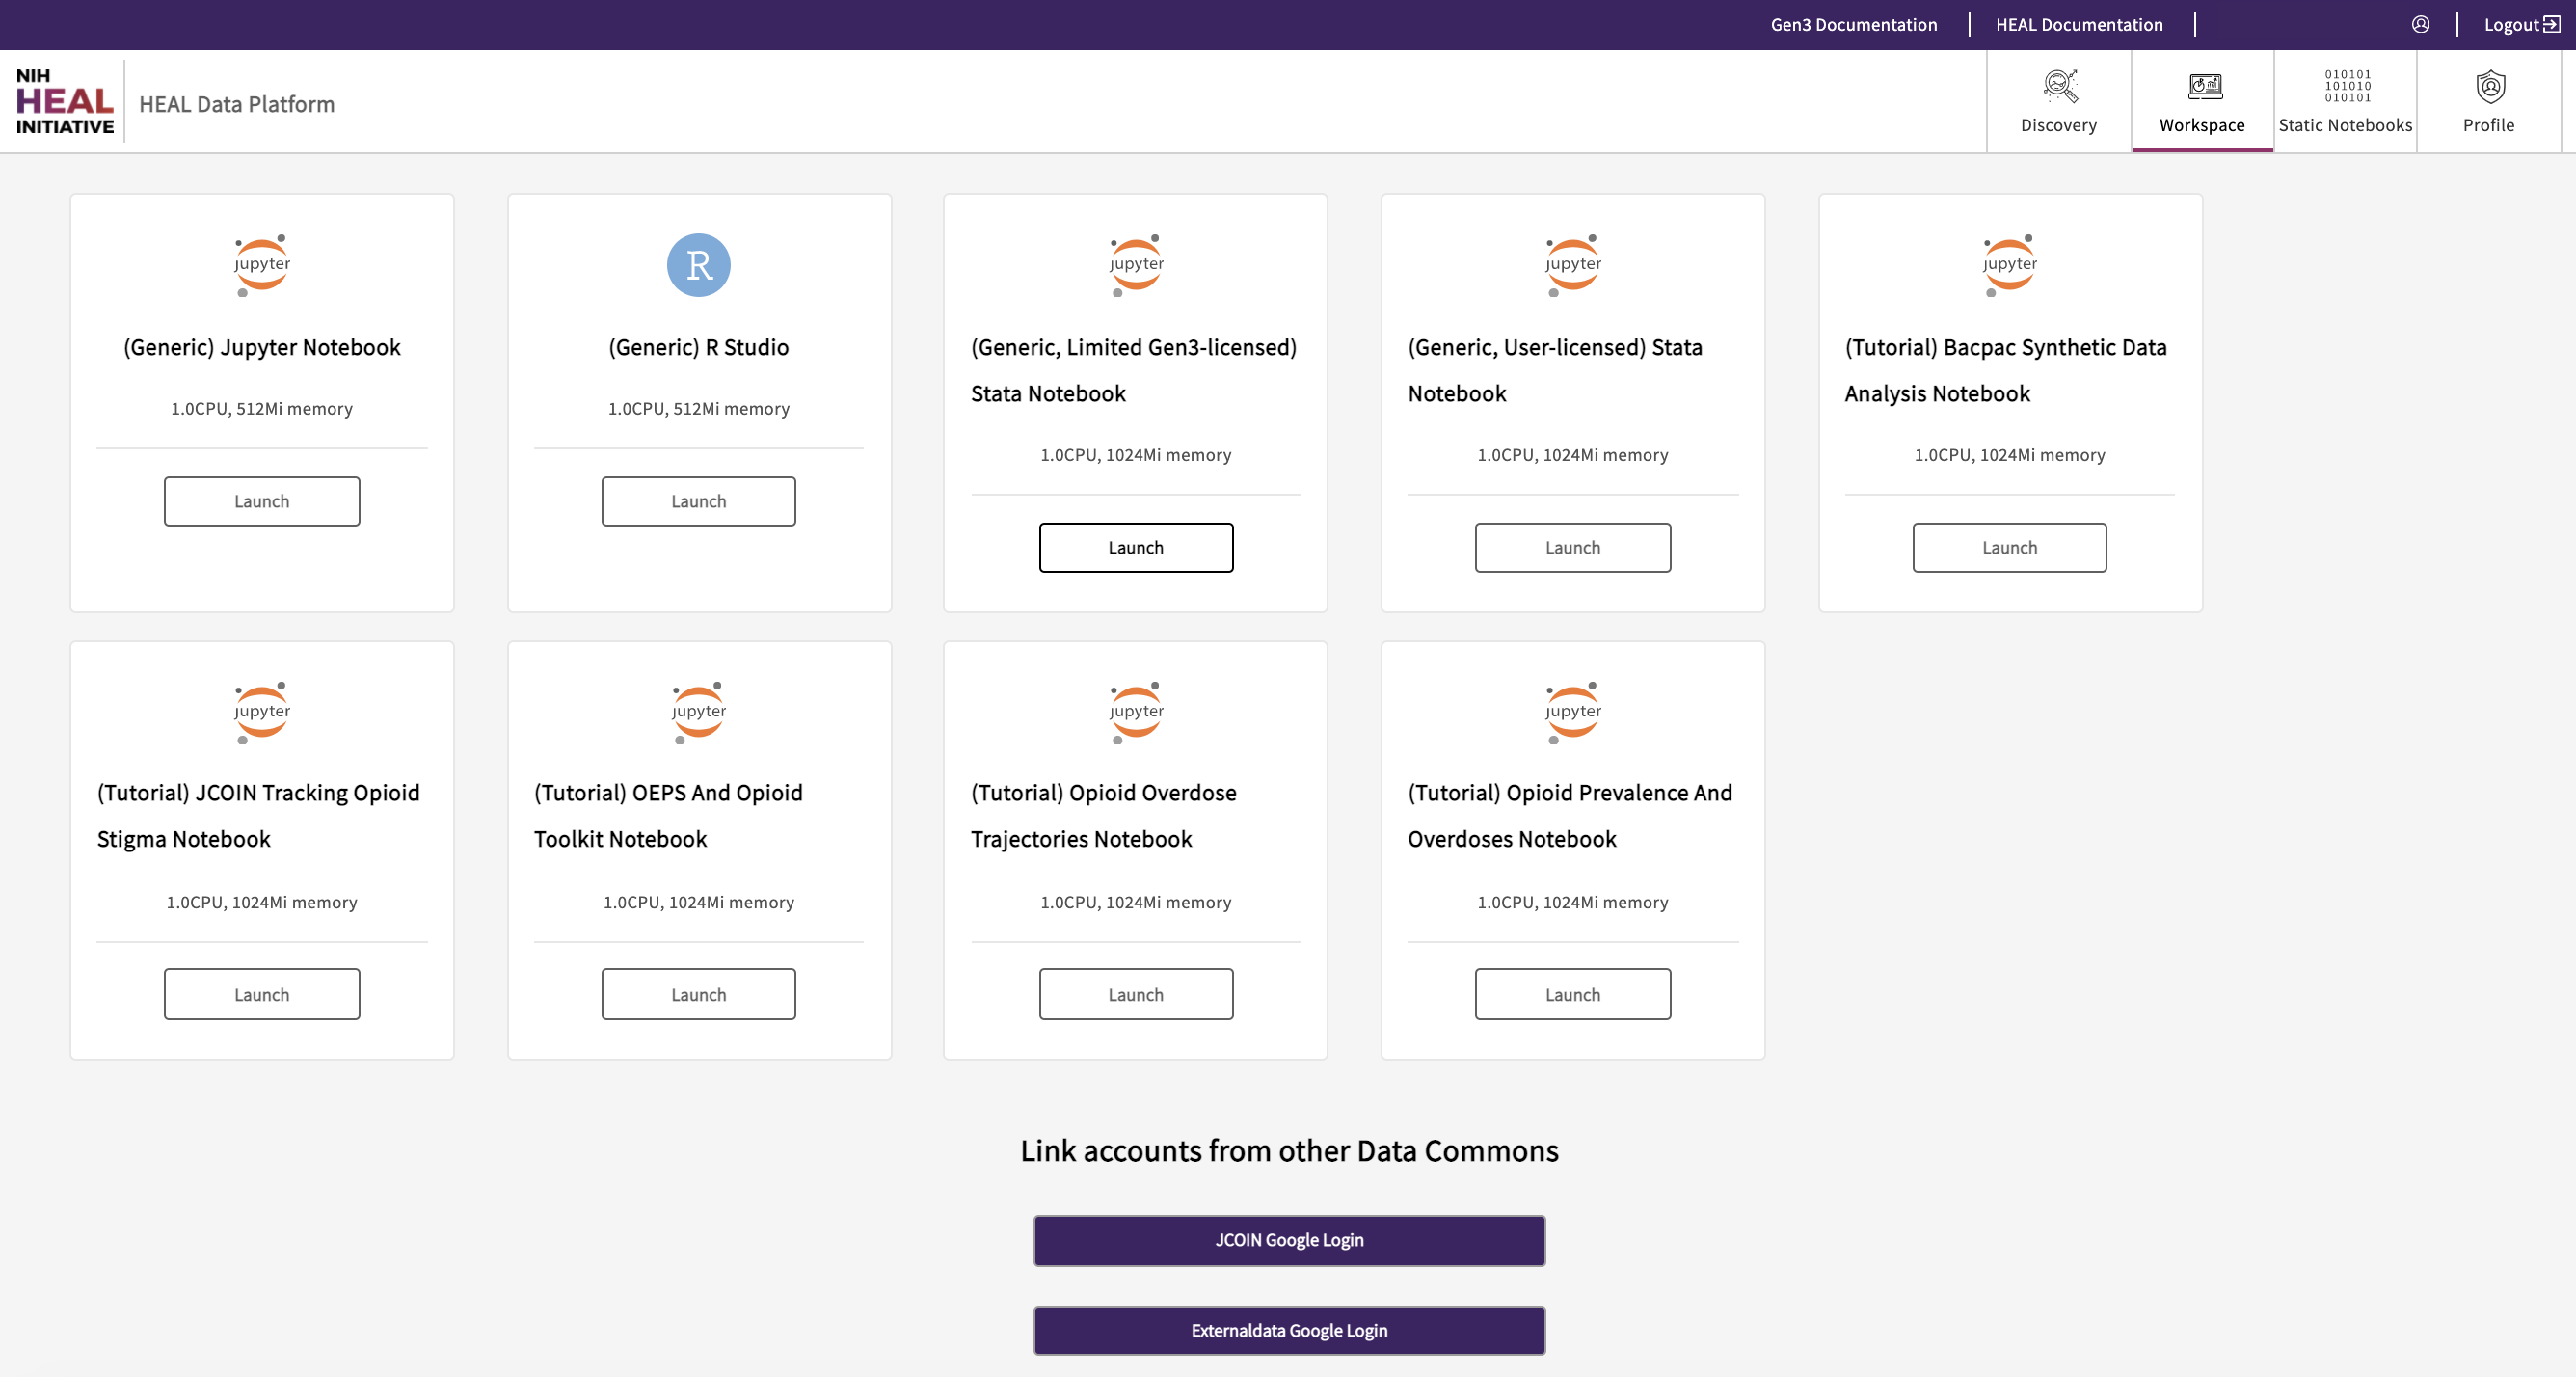 Gen3 Documentation
HEAL Documentation
Logout
NIH
HEAL
INITIATIVE
HEAL Data Platform
Discovery
Workspace
010101
101010
010101
Static Notebooks
Profile
jupyter
(Generic) Jupyter Notebook
1.0CPU, 512Mi memory
Launch
R
(Generic) R Studio
1.0CPU, 512Mi memory
Launch
jupyter
(Generic, Limited Gen3-licensed)
Stata Notebook
1.0CPU, 1024Mi memory
Launch
jupyter
(Generic, User-licensed) Stata
Notebook
1.0CPU, 1024Mi memory
Launch
jupyter
(Tutorial) Bacpac Synthetic Data
Analysis Notebook
1.0CPU, 1024Mi memory
Launch
jupyter
(Tutorial) JCOIN Tracking Opioid
Stigma Notebook
1.0CPU, 1024Mi memory
Launch
jupyter
(Tutorial) OEPS And Opioid
Toolkit Notebook
1.0CPU, 1024Mi memory
Launch
jupyter
(Tutorial) Opioid Overdose
Trajectories Notebook
1.0CPU, 1024Mi memory
Launch
jupyter
(Tutorial) Opioid Prevalence And
Overdoses Notebook
1.0CPU, 1024Mi memory
Launch
Link accounts from other Data Commons
JCOIN Google Login
Externaldata Google Login